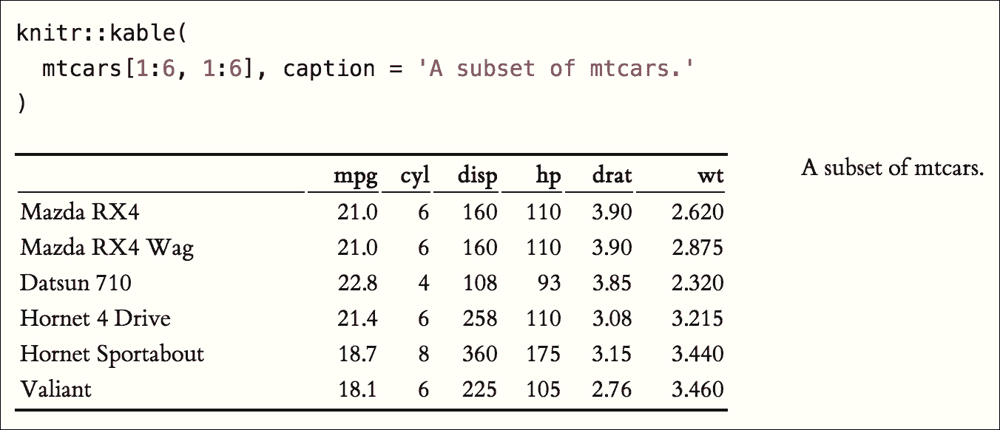 knitr::kable(
  mtcars[1:6, 1:6], caption = 'A subset of mtcars.'
)
A subset of mtcars.
mpg cyl disp hp drat wt
Mazda RX4 21.0 6 160 110 3.90 2.620
Mazda RX4 Wag 21.0 6 160 110 3.90 2.875
Datsun 710 22.8 4 108 93 3.85 2.320
Hornet 4 Drive 21.4 6 258 110 3.08 3.215
Hornet Sportabout 18.7 8 360 175 3.15 3.440
Valiant 18.1 6 225 105 2.76 3.460